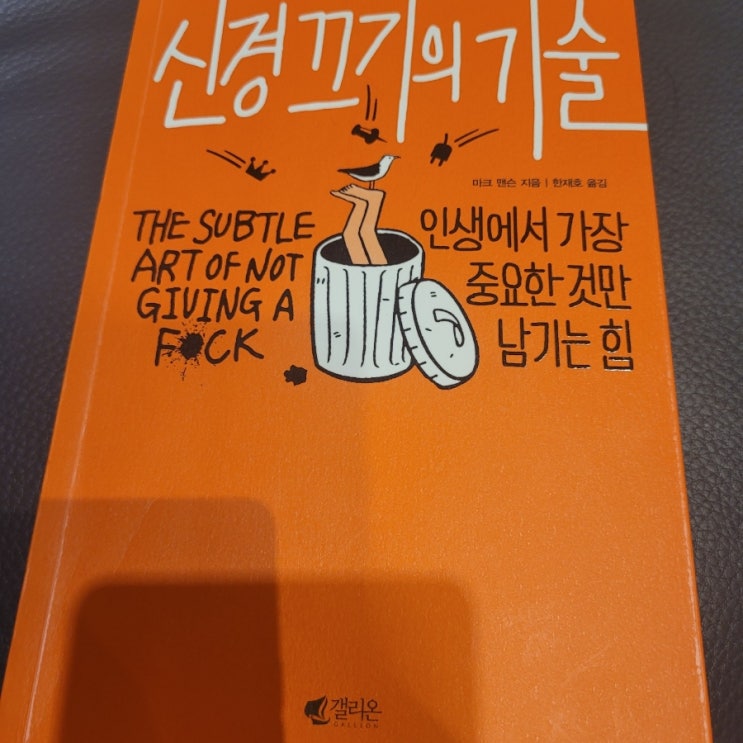 신경 끄기의 기술
마크 맨슨 지음 | 한재호 옮김
THE SUBTLE
ART OF NOT
GIVING A
F CK
인생에서 가장
중요한 것만
남기는 힘
갤리온
GALLEON